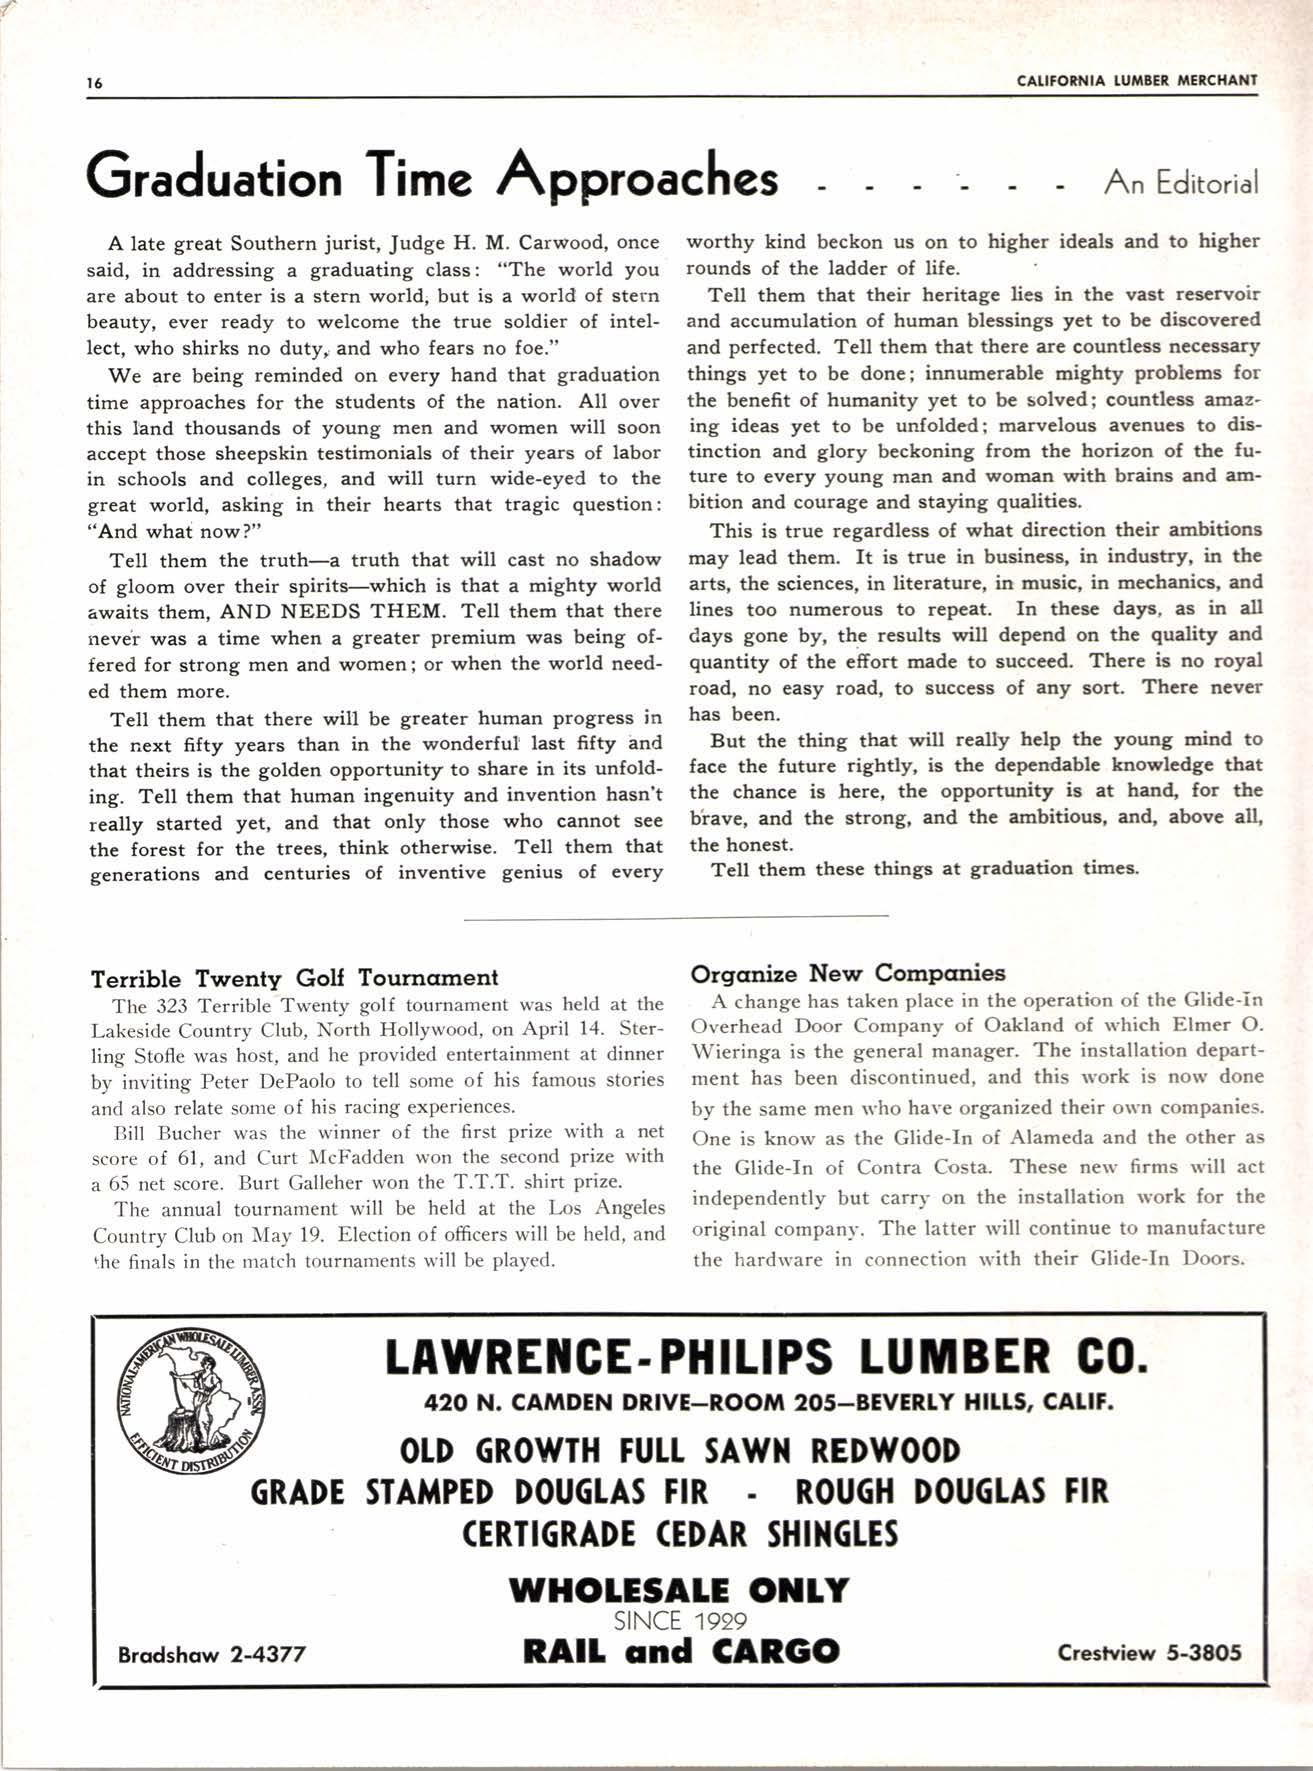 16
CALIFORNIA LUMBER MERCHANT
Graduation Time Approaches - - - - - - An Editorial
A late great Southern jurist, Judge H. M. Carwood, once
said, in addressing a graduating class: “The world you
are about to enter is a stern world, but is a world of stern
beauty, ever ready to welcome the true soldier of intel-
lect, who shirks no duty, and who fears no foe.”
We are being reminded on every hand that graduation
time approaches for the students of the nation. All over
this land thousands of young men and women will soon
accept those sheepskin testimonials of their years of labor
in schools and colleges, and will turn wide-eyed to the
great world, asking in their hearts that tragic question:
“And what now?”
Tell them the truth—a truth that will cast no shadow
of gloom over their spirits—which is that a mighty world
awaits them, AND NEEDS THEM. Tell them that there
never was a time when a greater premium was being of-
fered for strong men and women; or when the world need-
ed them more.
Tell them that there will be greater human progress in
the next fifty years than in the wonderful last fifty and
that theirs is the golden opportunity to share in its unfold-
ing. Tell them that human ingenuity and invention hasn't
really started yet, and that only those who cannot see
the forest for the trees, think otherwise. Tell them that
generations and centuries of inventive genius of every
worthy kind beckon us on to higher ideals and to higher
rounds of the ladder of life.
Tell them that their heritage lies in the vast reservoir
and accumulation of human blessings yet to be discovered
and perfected. Tell them that there are countless necessary
things yet to be done; innumerable mighty problems for
the benefit of humanity yet to be solved; countless amaz-
ing ideas yet to be unfolded; marvelous avenues to dis-
tinction and glory beckoning from the horizon of the fu-
ture to every young man and woman with brains and am-
bition and courage and staying qualities.
This is true regardless of what direction their ambitions
may lead them. It is true in business, in industry, in the
arts, the sciences, in literature, in music, in mechanics, and
lines too numerous to repeat. In these days, as in all
days gone by, the results will depend on the quality and
quantity of the effort made to succeed. There is no royal
road, no easy road, to success of any sort. There never
has been.
But the thing that will really help the young mind to
face the future rightly, is the dependable knowledge that
the chance is here, the opportunity is at hand, for the
brave, and the strong, and the ambitious, and, above all,
the honest.
Tell them these things at graduation times.
Terrible Twenty Golf Tournament
The 323 Terrible Twenty golf tournament was held at the
Lakeside Country Club, North Hollywood, on April 14. Ster-
ling Stofle was host, and he provided entertainment at dinner
by inviting Peter DePaolo to tell some of his famous stories
and also relate some of his racing experiences.
Bill Bucher was the winner of the first prize with a net
score of 61, and Curt McFadden won the second prize with
a 65 net score. Burt Galleher won the T.T.T. shirt prize.
The annual tournament will be held at the Los Angeles
Country Club on May 19. Election of officers will be held, and
the finals in the match tournaments will be played.
Organize New Companies
A change has taken place in the operation of the Glide-In
Overhead Door Company of Oakland of which Elmer O.
Wieringa is the general manager. The installation depart-
ment has been discontinued, and this work is now done
by the same men who have organized their own companies.
One is know as the Glide-In of Alameda and the other as
the Glide-In of Contra Costa. These new firms will act
independently but carry on the installation work for the
original company. The latter will continue to manufacture
the hardware in connection with their Glide-In Doors.
NATIONAL-AMERICAN WHOLESALE LUMBER ASSN.
EFFICIENT DISTRIBUTION
LAWRENCE-PHILIPS LUMBER CO.
420 N. CAMDEN DRIVE—ROOM 205—BEVERLY HILLS, CALIF.
OLD GROWTH FULL SAWN REDWOOD
GRADE STAMPED DOUGLAS FIR - ROUGH DOUGLAS FIR
CERTIGRADE CEDAR SHINGLES
WHOLESALE ONLY
SINCE 1929
RAIL and CARGO
Bradshaw 2-4377
Crestview 5-3805